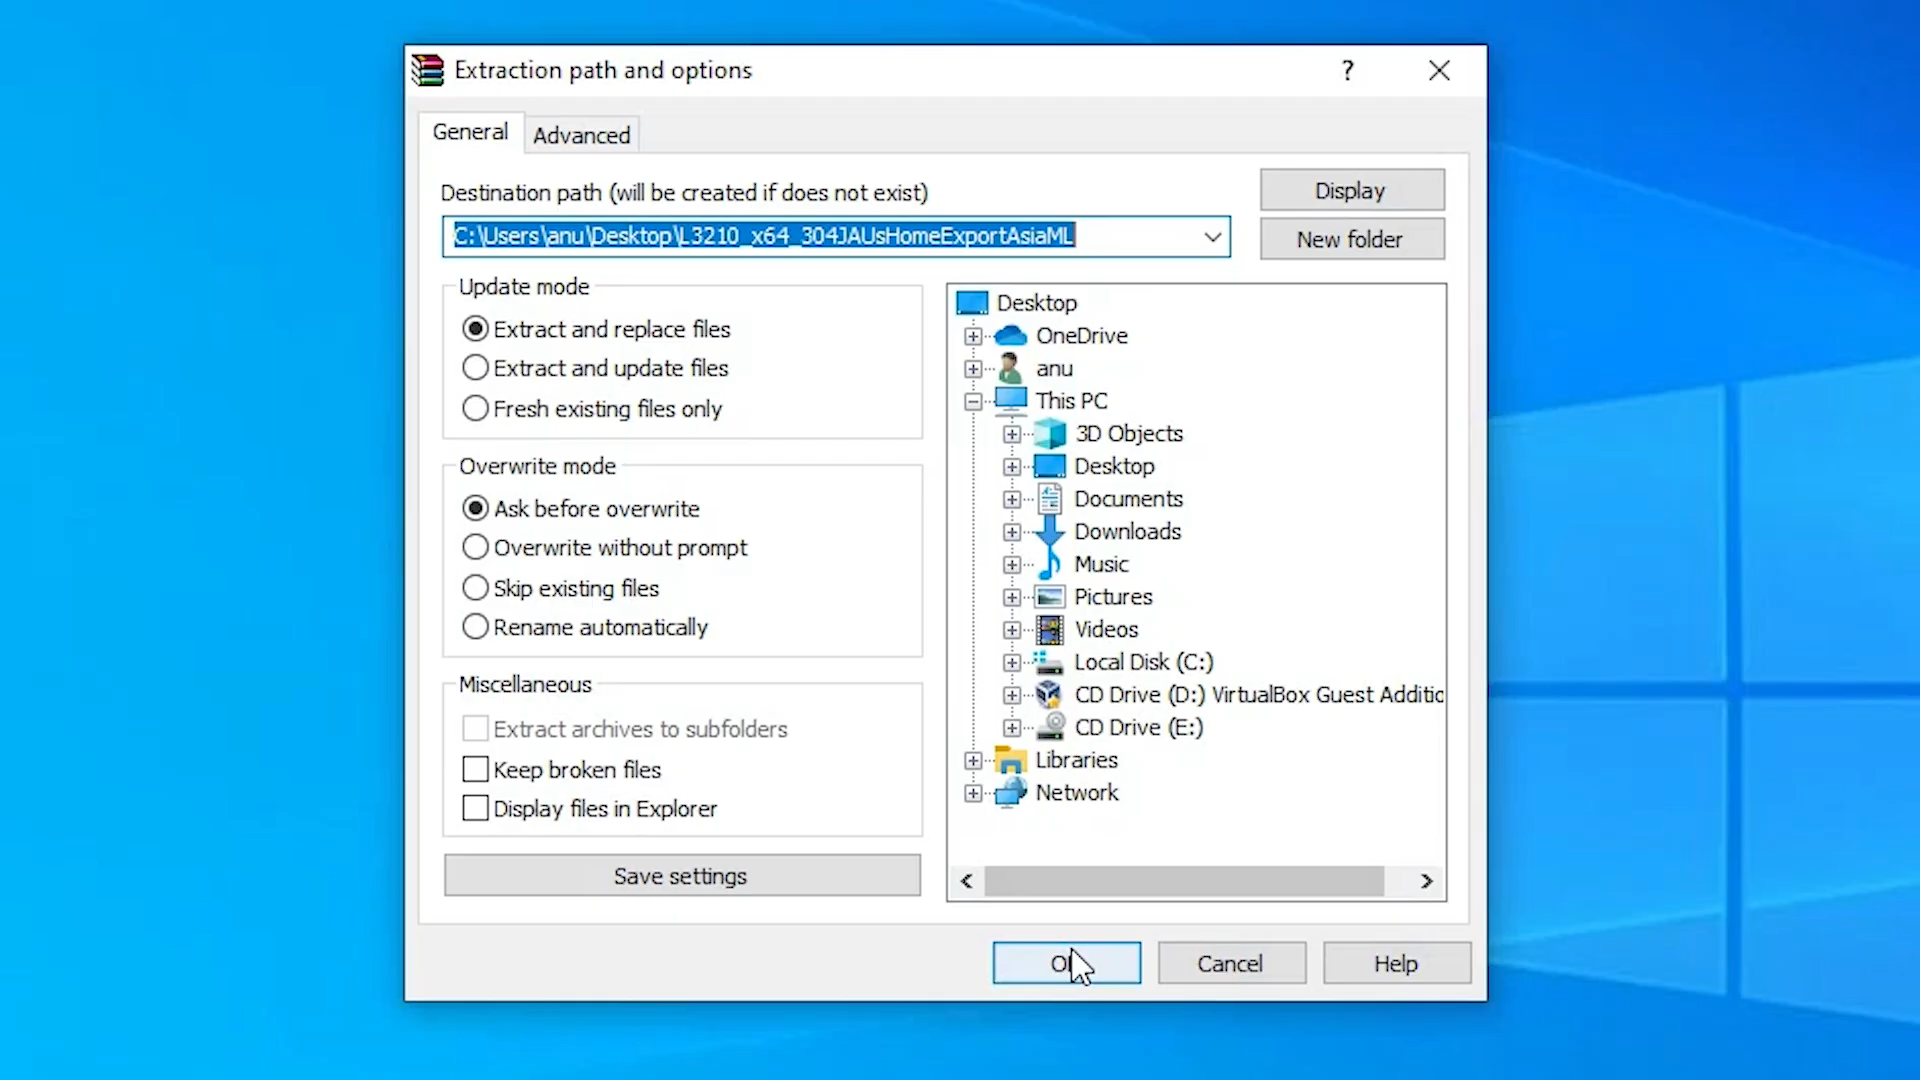 Extraction path and options
?
General
Advanced
Destination path (will be created if does not exist)
Display
C:\Users\anu\Desktop\L3210_x64_304JAUsHomeExportAsiaML
New folder
Update mode
Extract and replace files
Extract and update files
Fresh existing files only
Overwrite mode
Ask before overwrite
Overwrite without prompt
Skip existing files
Rename automatically
Miscellaneous
Extract archives to subfolders
Keep broken files
Display files in Explorer
Save settings
Desktop
OneDrive
anu
This PC
3D Objects
Desktop
Documents
Downloads
Music
Pictures
Videos
Local Disk (C:)
CD Drive (D:) VirtualBox Guest Additic
CD Drive (E:)
Libraries
Network
Cancel
Help